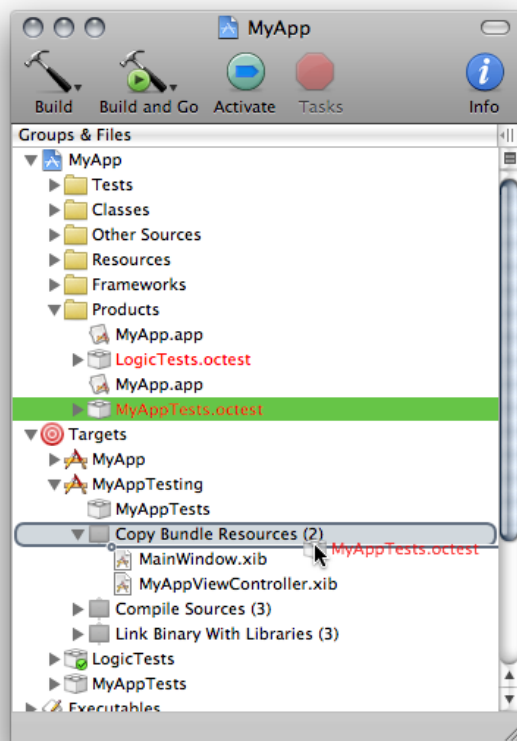 MyApp
Build
Build and Go
Activate
Tasks
Info
Groups & Files
MyApp
Tests
Classes
Other Sources
Resources
Frameworks
Products
MyApp.app
LogicTests.octest
MyApp.app
MyAppTests.octest
Targets
MyApp
MyAppTesting
MyAppTests
Copy Bundle Resources (2)
MyAppTests.octest
MainWindow.xib
MyAppViewController.xib
Compile Sources (3)
Link Binary With Libraries (3)
LogicTests
MyAppTests
Executables